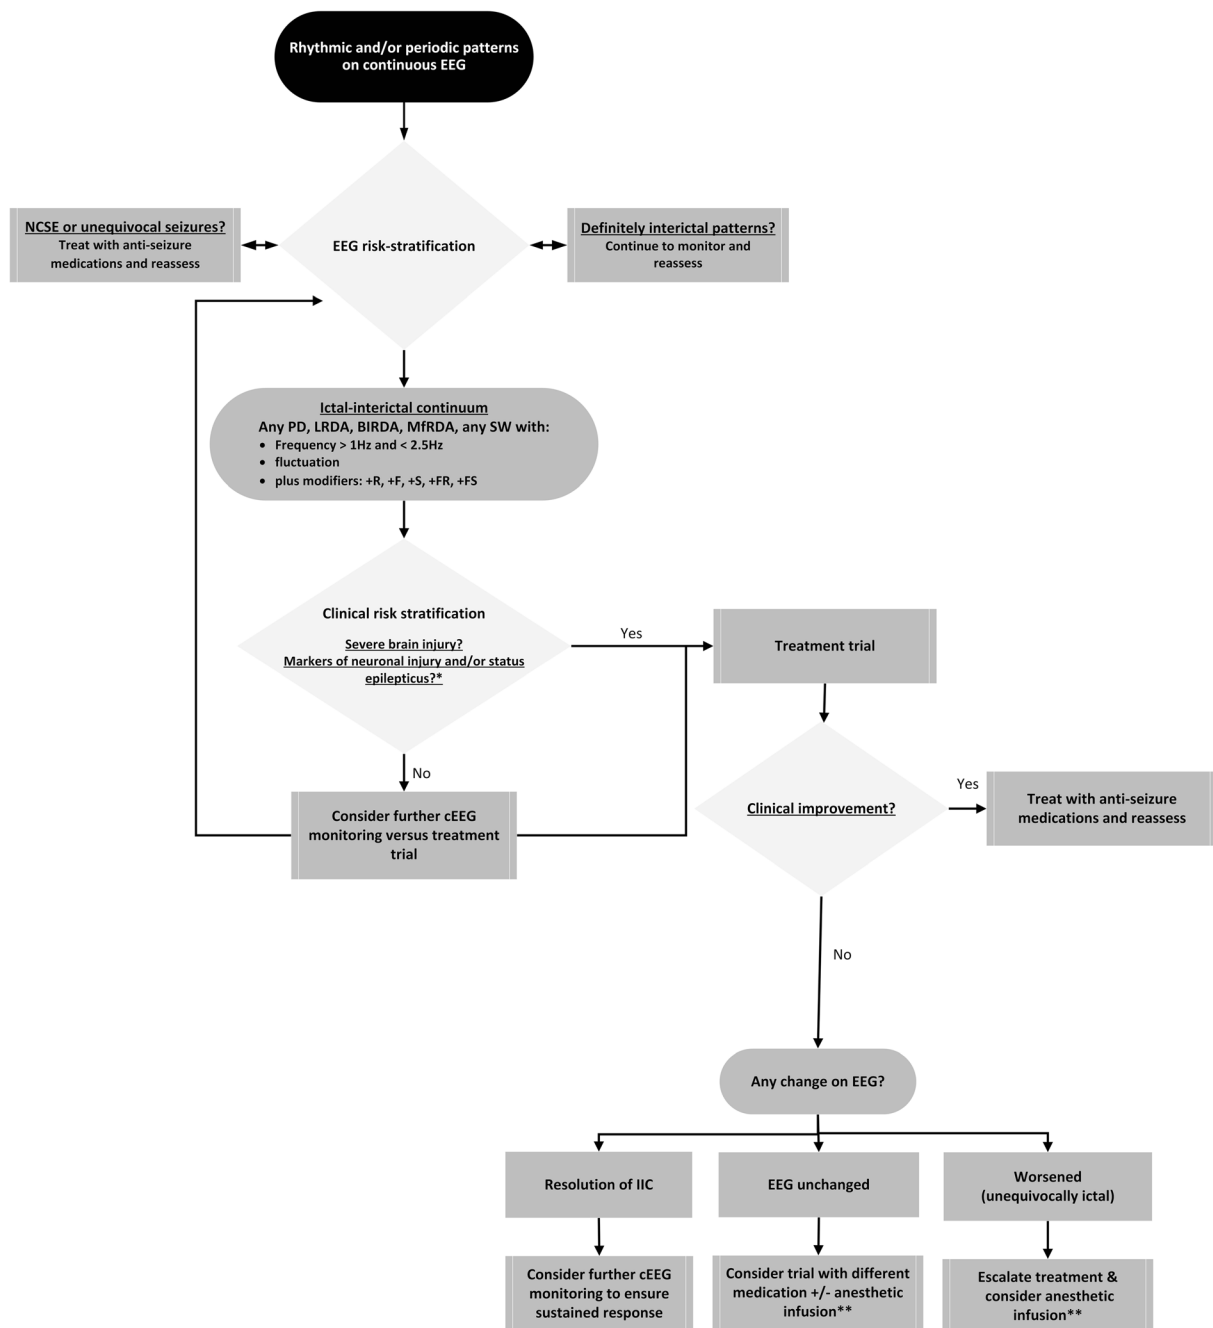 Rhythmic and/or periodic patterns
on continuous EEG
NCSE or unequivocal seizures?
Treat with anti-seizure
medications and reassess
EEG risk-stratification
Definitely interictal patterns?
Continue to monitor and
reassess
Ictal-interictal continuum
Any PD, LRDA, BIRDA, MfRDA, any SW with:
• Frequency > 1Hz and < 2.5Hz
• fluctuation
• plus modifiers: +R, +F, +S, +FR, +FS
Clinical risk stratification
Severe brain injury?
Markers of neuronal injury and/or status
epilepticus?*
Yes
Treatment trial
No
Consider further cEEG
monitoring versus treatment
trial
Clinical improvement?
Yes
Treat with anti-seizure
medications and reassess
No
Any change on EEG?
Resolution of IIC
EEG unchanged
Worsened
(unequivocally ictal)
Consider further cEEG
monitoring to ensure
sustained response
Consider trial with different
medication +/- anesthetic
infusion**
Escalate treatment &
consider anesthetic
infusion**